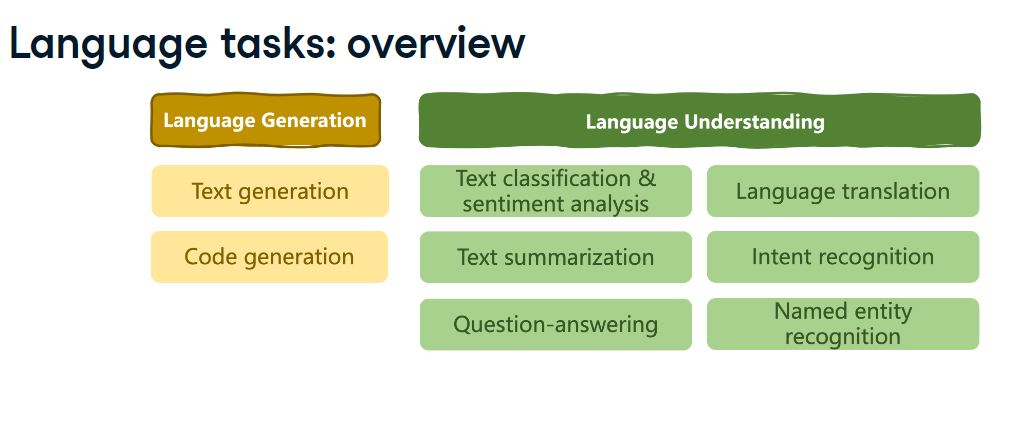 Language tasks: overview
Language Generation
Text generation
Code generation
Language Understanding
Text classification &
sentiment analysis
Language translation
Text summarization
Intent recognition
Question-answering
Named entity
recognition